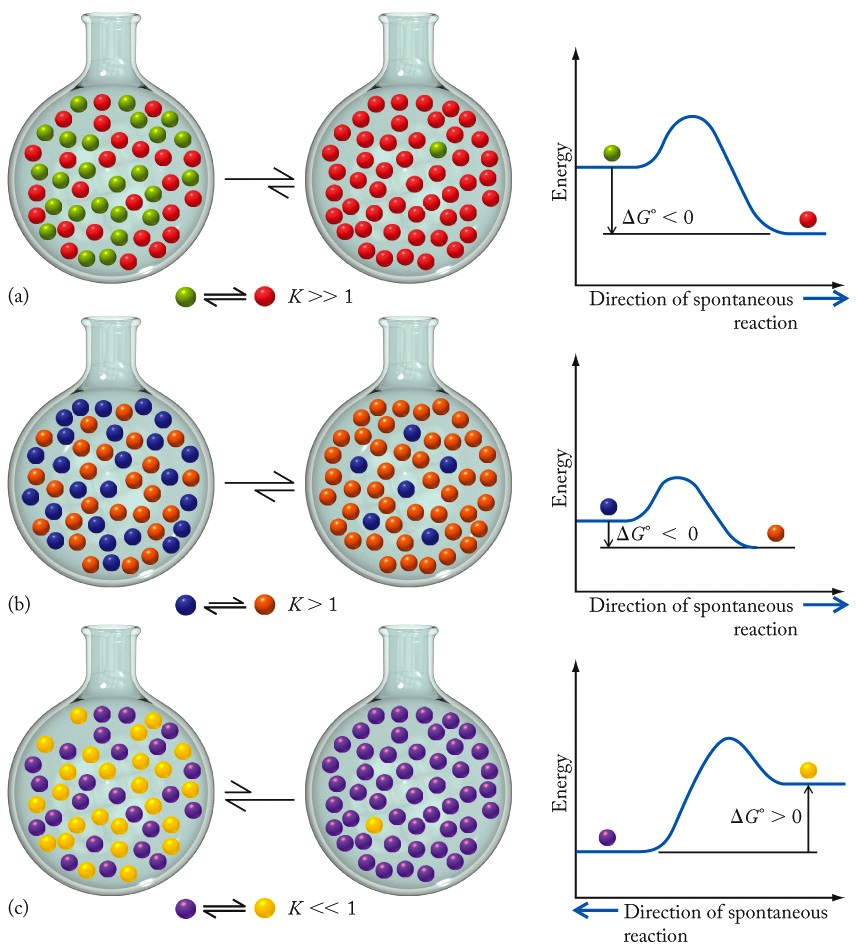 Energy
ΔG° < 0
Direction of spontaneous
reaction
(a)
K >> 1
Energy
ΔG° < 0
Direction of spontaneous
reaction
(b)
K > 1
Energy
ΔG° > 0
Direction of spontaneous
reaction
(c)
K << 1